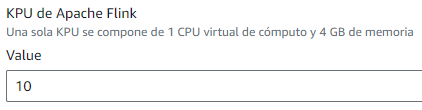 KPU de Apache Flink
Una sola KPU se compone de 1 CPU virtual de cómputo y 4 GB de memoria
Value
10